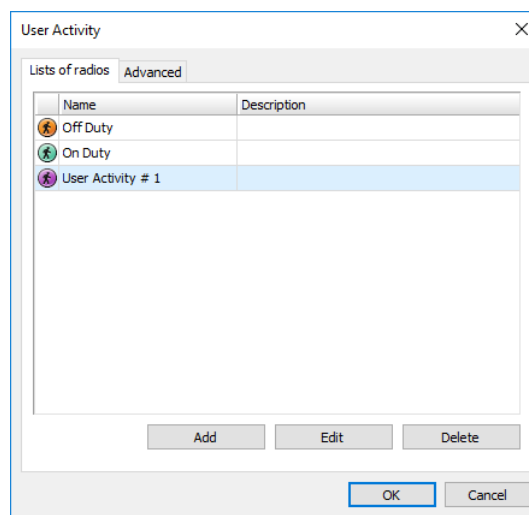 User Activity
Lists of radios Advanced
Name Description
Off Duty
On Duty
User Activity # 1
Add Edit Delete
OK Cancel